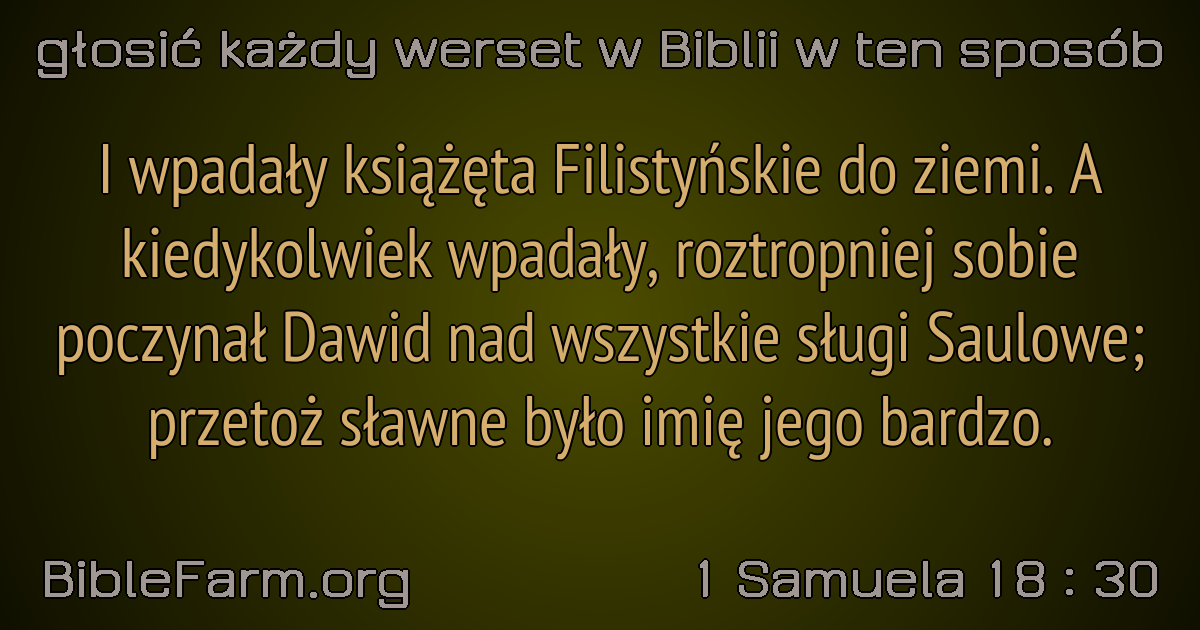 głosić każdy werset w Biblii w ten sposób
I wpadały książęta Filistyńskie do ziemi. A
kiedykolwiek wpadały, roztropniej sobie
poczynał Dawid nad wszystkie sługi Saulowe;
przetoż sławne było imię jego bardzo.
BibleFarm.org
1 Samuela 18 : 30